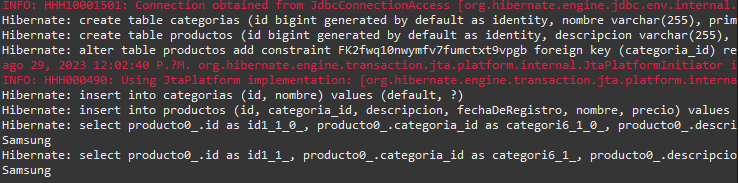 INFO: HHH10001501: Connection obtained from JdbcConnectionAccess [org.hibernate.engine.jdbc.env.internal.
Hibernate: create table categorias (id bigint generated by default as identity, nombre varchar(255), prim
Hibernate: create table productos (id bigint generated by default as identity, descripcion varchar(255),
Hibernate: alter table productos add constraint FK2fwq10nwymfv7fumctxt9vpgb foreign key (categoria_id) re
ago 29, 2023 12:02:40 P.?M. org.hibernate.engine.transaction.jta.platform.internal.JtaPlatformInitiator i
INFO: HHH000490: Using JtaPlatform implementation: [org.hibernate.engine.transaction.jta.platform.interna
Hibernate: insert into categorias (id, nombre) values (default, ?)
Hibernate: insert into productos (id, categoria_id, descripcion, fechaDeRegistro, nombre, precio) values
Hibernate: select producto0_.id as id1_1_0_, producto0_.categoria_id as categori6_1_0_, producto0_.descri
Samsung
Hibernate: select producto0_.id as id1_1_, producto0_.categoria_id as categori6_1_, producto0_.descripcio
Samsung